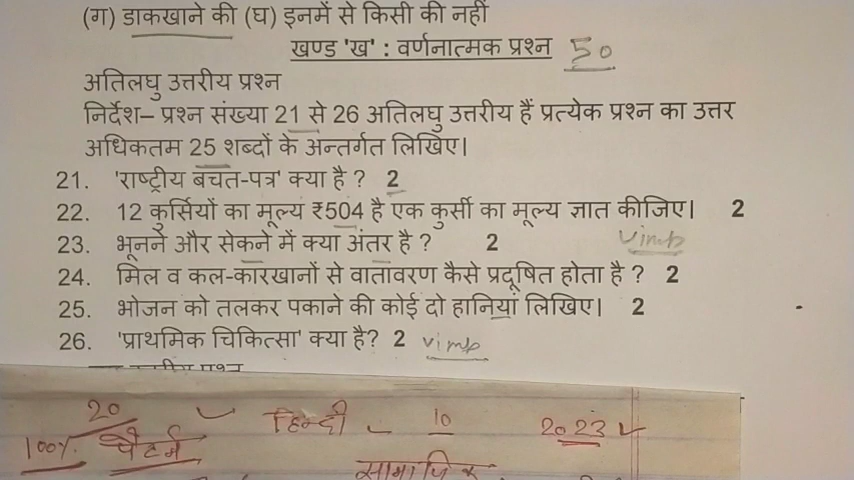 (ग) डाकखाने की (घ) इनमें से किसी की नहीं
खण्ड 'ख' : वर्णनात्मक प्रश्न 50
अतिलघु उत्तरीय प्रश्न
निर्देश– प्रश्न संख्या 21 से 26 अतिलघु उत्तरीय हैं प्रत्येक प्रश्न का उत्तर
अधिकतम 25 शब्दों के अन्तर्गत लिखिए।
21. 'राष्ट्रीय बचत-पत्र' क्या है ? 2
22. 12 कुर्सियों का मूल्य ₹504 है एक कुर्सी का मूल्य ज्ञात कीजिए। 2
23. भूनने और सेकने में क्या अंतर है ? 2 vimp
24. मिल व कल-कारखानों से वातावरण कैसे प्रदूषित होता है ? 2
25. भोजन को तलकर पकाने की कोई दो हानियां लिखिए। 2
26. 'प्राथमिक चिकित्सा' क्या है? 2 vimp
20 हिन्दी - 10 2023
100%